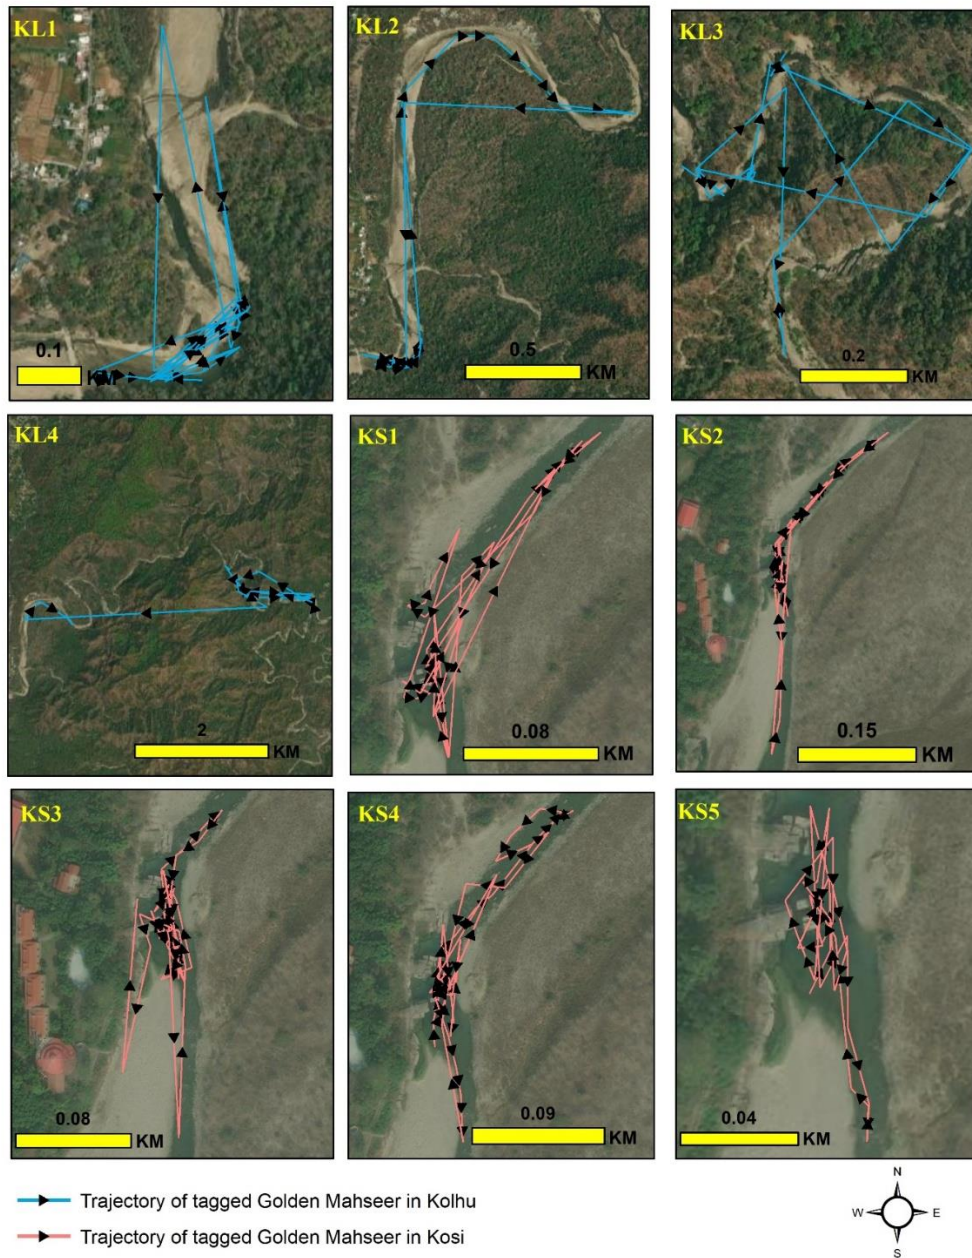 KL1
KL2
KL3
0.1
KM
0.5
KM
0.2
KM
KL4
KS1
KS2
2
KM
0.08
KM
0.15
KM
KS3
KS4
KS5
0.08
KM
0.09
KM
0.04
KM
Trajectory of tagged Golden Mahseer in Kolhu
Trajectory of tagged Golden Mahseer in Kosi
N
W
E
S